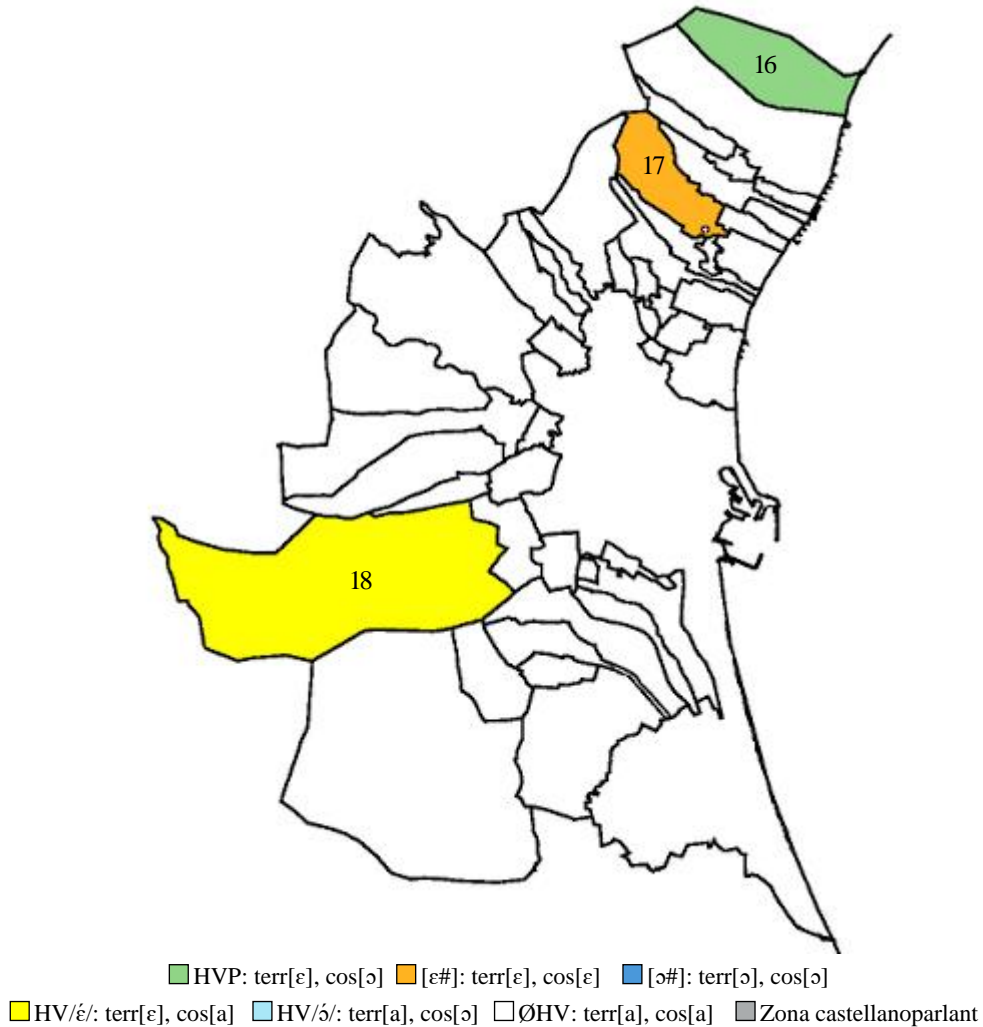 16
17
18
HVP: terr[ɛ], cos[ɔ] [ɛ#]: terr[ɛ], cos[ɛ] [ɔ#]: terr[ɔ], cos[ɔ]
HV/ɛ́/: terr[ɛ], cos[a] HV/ɔ́/: terr[a], cos[ɔ] ØHV: terr[a], cos[a] Zona castellanoparlant